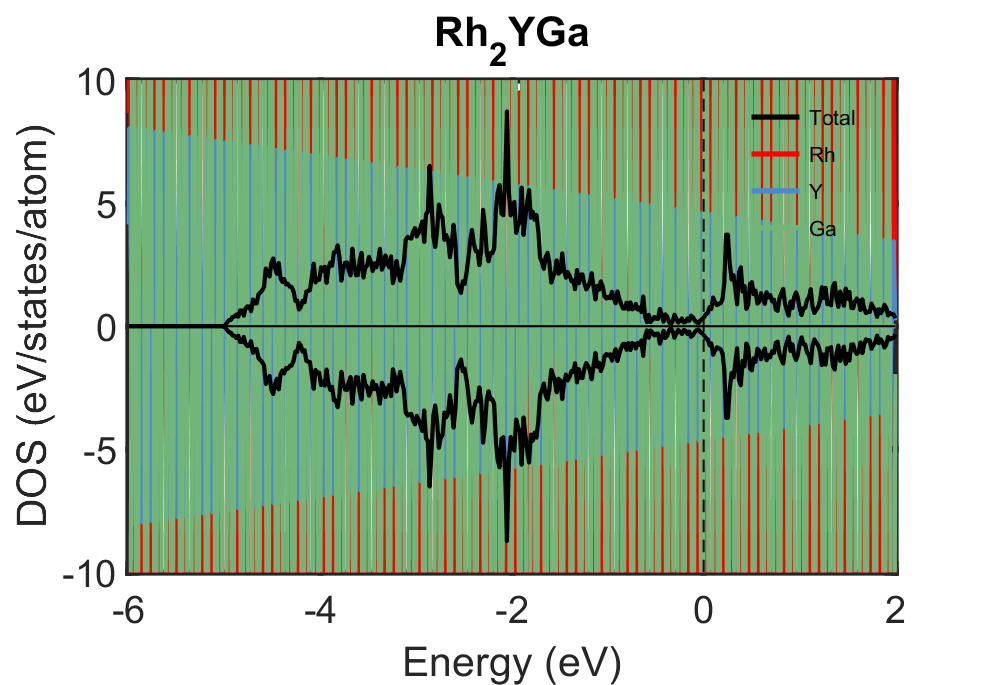 Rh₂YGa
DOS (eV/states/atom)
10
5
0
-5
-10
Total
Rh
Y
Ga
-6 -4 -2 0 2
Energy (eV)